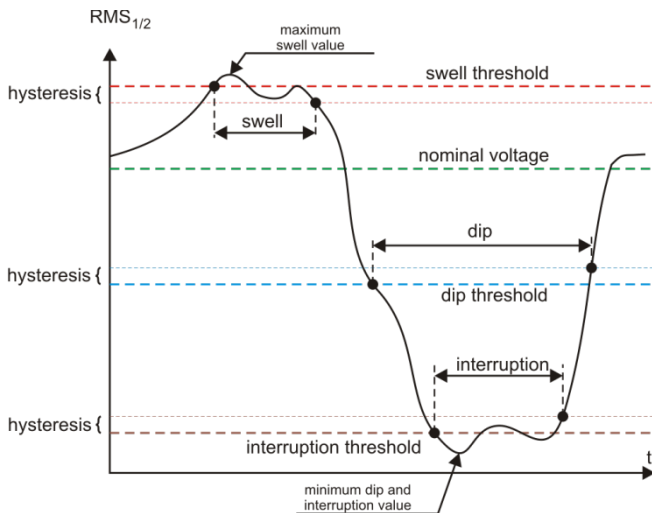 RMS1/2
maximum
swell value
swell threshold
hysteresis {
swell
nominal voltage
dip
hysteresis {
dip threshold
interruption
hysteresis {
interruption threshold
t
minimum dip and
interruption value